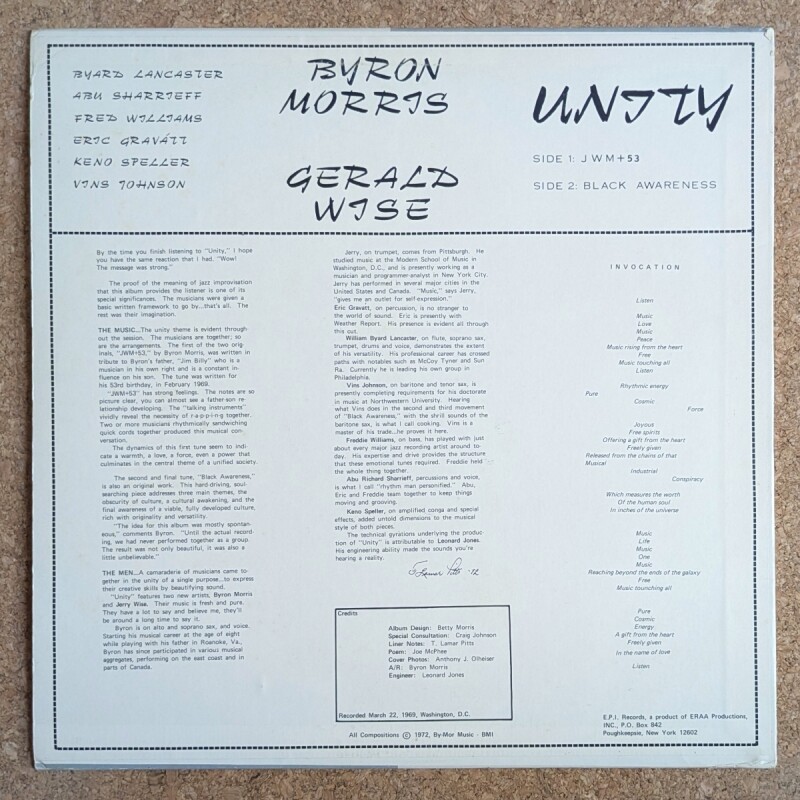 BYARD LANCASTER
ABU SHARRIEFF
FRED WILLIAMS
ERIC GRAVÁTT
KENO SPELLER
VINS JOHNSON
BYRON
MORRIS
GERALD
WISE
UNITY
SIDE 1: JWM+53
SIDE 2: BLACK AWARENESS
By the time you finish listening to "Unity," I hope
you have the same reaction that I had. "Wow!
The message was strong."
The proof of the meaning of jazz improvisation
that this album provides the listener is one of its
special significances. The musicians were given a
basic written framework to go by...that's all. The
rest was their imagination.
THE MUSIC...The unity theme is evident through-
out the session. The musicians are together; so
are the arrangements. The first of the two orig-
inals, "JWM+53," by Byron Morris, was written in
tribute to Byron's father, "Jim Billy" who is a
musician in his own right and is a constant in-
fluence on his son. The tune was written for
his 53rd birthday, in February 1969.
"JWM+53" has strong feelings. The notes are so
picture clear, you can almost see a father-son re-
lationship developing. The "talking instruments"
vividly reveal the necesity of r-a-p-p-i-n-g together.
Two or more musicians rhythmically sandwiching
quick cords together produced this musical con-
versation.
The dynamics of this first tune seem to indi-
cate a warmth, a love, a force, even a power that
culminates in the central theme of a unified society.
The second and final tune, "Black Awareness,"
is also an original work. This hard driving, soul-
searching piece addresses three main themes, the
obscurity of culture, a cultural awakening, and the
final awareness of a viable, fully developed culture,
rich with originality and versatility.
"The idea for this album was mostly spontan-
eous," comments Byron. "Until the actual record-
ing, we had never performed together as a group.
The result was not only beautiful, it was also a
little unbelievable."
THE MEN...A camaraderie of musicians came to-
gether in the unity of a single purpose...to express
their creative skills by beautifying sound.
"Unity" features two new artists, Byron Morris
and Jerry Wise. Their music is fresh and pure.
They have a lot to say and believe me, they'll
be around a long time to say it.
Byron is on alto and soprano sax, and voice.
Starting his musical career at the age of sight
while playing with his father in Roanoke, Va.,
Byron has since participated in various musical
aggregates, performing on the east coast and in
parts of Canada.
Jerry, on trumpet, comes from Pittsburgh. He
studied music at the Modern School of Music in
Washington, D.C., and is presently working as a
musician and programmer-analyst in New York City.
Jerry has performed in several major cities in the
United States and Canada. "Music," says Jerry,
"gives me an outlet for self expression."
Eric Gravatt, on percussion, is no stranger to
the world of sound. Eric is presently with
Weather Report. His presence is evident all through
this out.
William Byard Lancaster, on flute, soprano sax,
trumpet, drums and voice, demonstrates the extent
of his versatility. His professional career has crossed
paths with notables such as McCoy Tyner and Sun
Ra. Currently he is leading his own group in
Philadelphia.
Vins Johnson, on baritone and tenor sax, is
presently completing requirements for his doctorate
in music at Northwestern University. Hearing
what Vins does in the second and third movement
of "Black Awareness," with the shrill sounds of the
baritone sax, is what I call cooking. Vins is a
master of his trade...he proves it here.
Freddie Williams, on bass, has played with just
about every major jazz recording artist around to-
day... His expertise and drive provides the structure
that these emotional tunes required. Freddie held
the whole thing together.
Abu Richard Sharrieff, percussions and voice,
is what I call "rhythm man personified." Abu,
Eric and Freddie team together to keep things
moving and grooving.
Keno Speller, on amplified conga and special
effects, added untold dimensions to the musical
style of both pieces.
The technical gyrations underlying the produc
tion of "Unity" is attributable to Leonard Jones.
His engineering ability made the sounds you're
hearing a reality.
T. Lamar Pitts '72
Credits
Album Design: Betty Morris
Special Consultation: Craig Johnson
Liner Notes: T. Lamar Pitts
Poem: Joe McPhee
Cover Photos: Anthony J. Olheiser
A/R: Byron Morris
Engineer: Leonard Jones
Recorded March 22, 1969, Washington, D.C.
All Compositions © 1972, By-Mor Music - BMI
INVOCATION
Listen
Music
Love
Music
Peace
Music rising from the heart
Free
Music touching all
Listen
Rhythmic energy
Pure
Cosmic
Force
Joyous
Free spirits
Offering a gift from the heart
Freely given
Released from the chains of that
Musical
Industrial
Conspiracy
Which measures the worth
Of the human soul
In inches of the universe
Music
Life
Music
One
Music
Reaching beyond the ends of the galaxy
Free
Music tounching all
Pure
Cosmic
Energy
A gift from the heart
Freely given
In the name of love
Listen
E.P.I. Records, a product of ERAA Productions,
INC., P.O. Box 942
Poughkeepsie, New York 12602